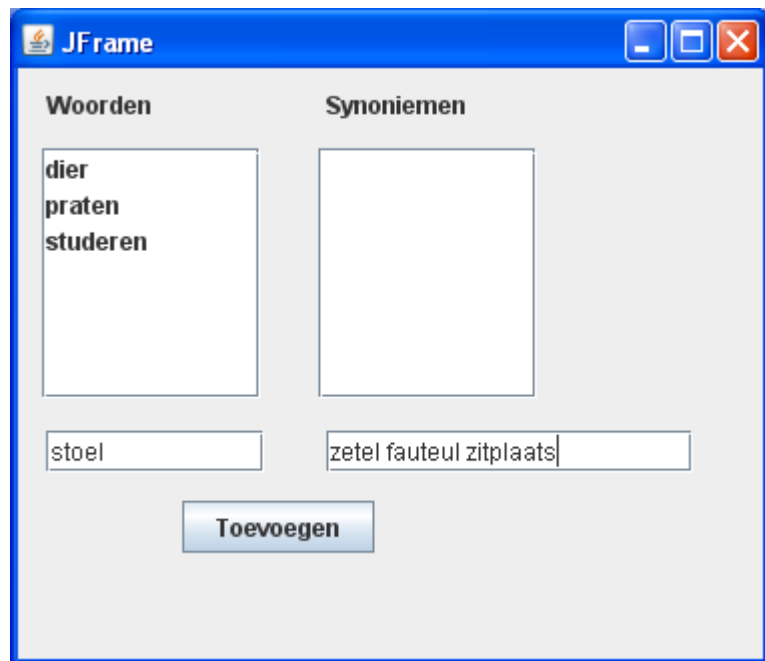 JFrame
Woorden Synoniemen
dier
praten
studeren
stoel zetel fauteul zitplaats
Toevoegen